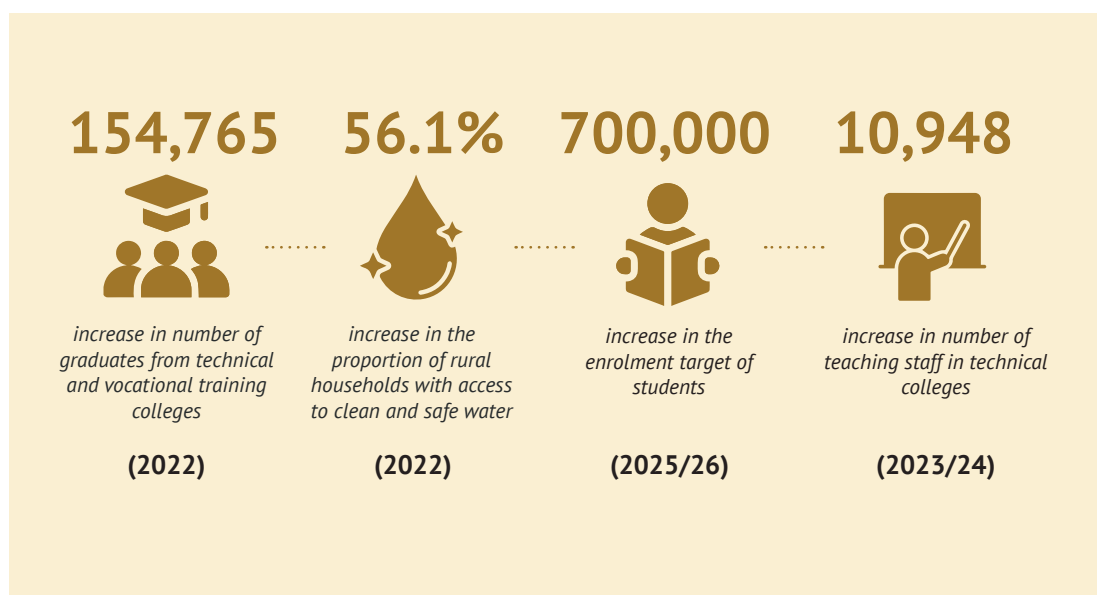 154,765
increase in number of
graduates from technical
and vocational training
colleges
(2022)
56.1%
increase in the
proportion of rural
households with access
to clean and safe water
(2022)
700,000
increase in the
enrolment target of
students
(2025/26)
10,948
increase in number of
teaching staff in technical
colleges
(2023/24)